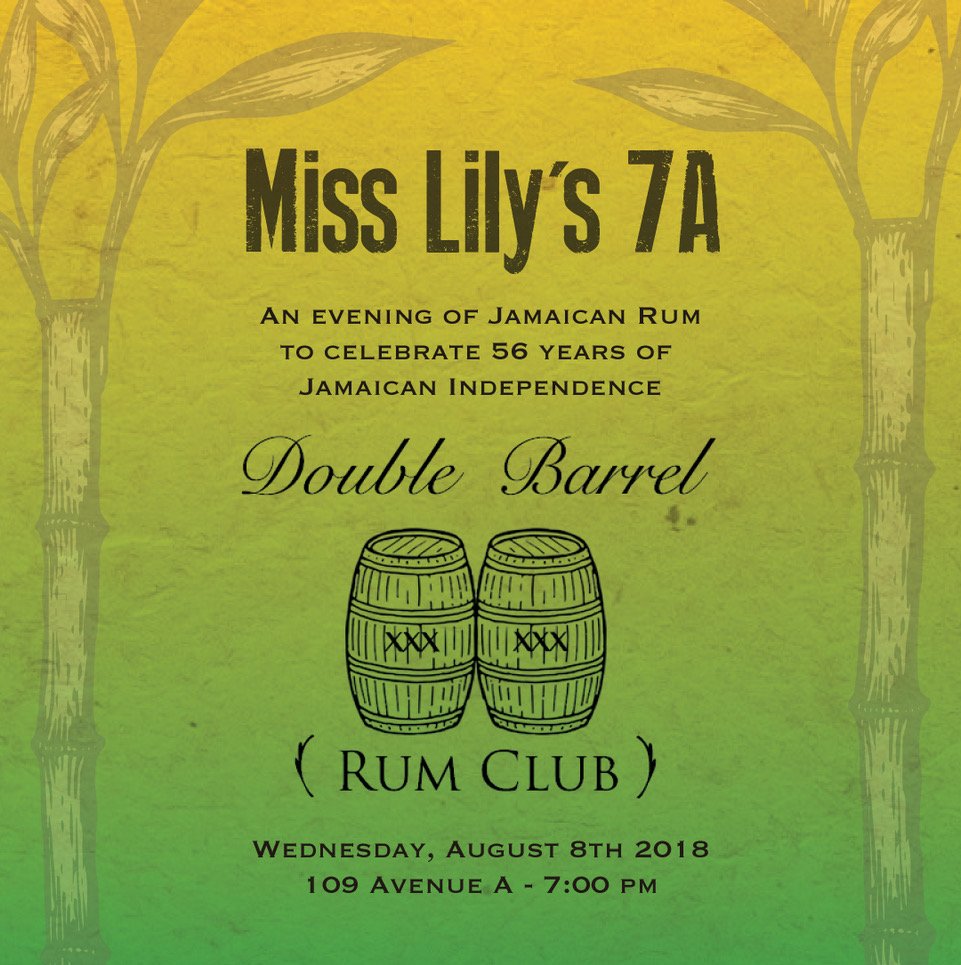 Miss Lily's 7A
An evening of Jamaican Rum
to celebrate 56 years of
Jamaican Independence
Double Barrel
XXX XXX
(Rum Club)
Wednesday, August 8th 2018
109 Avenue A - 7:00 pm